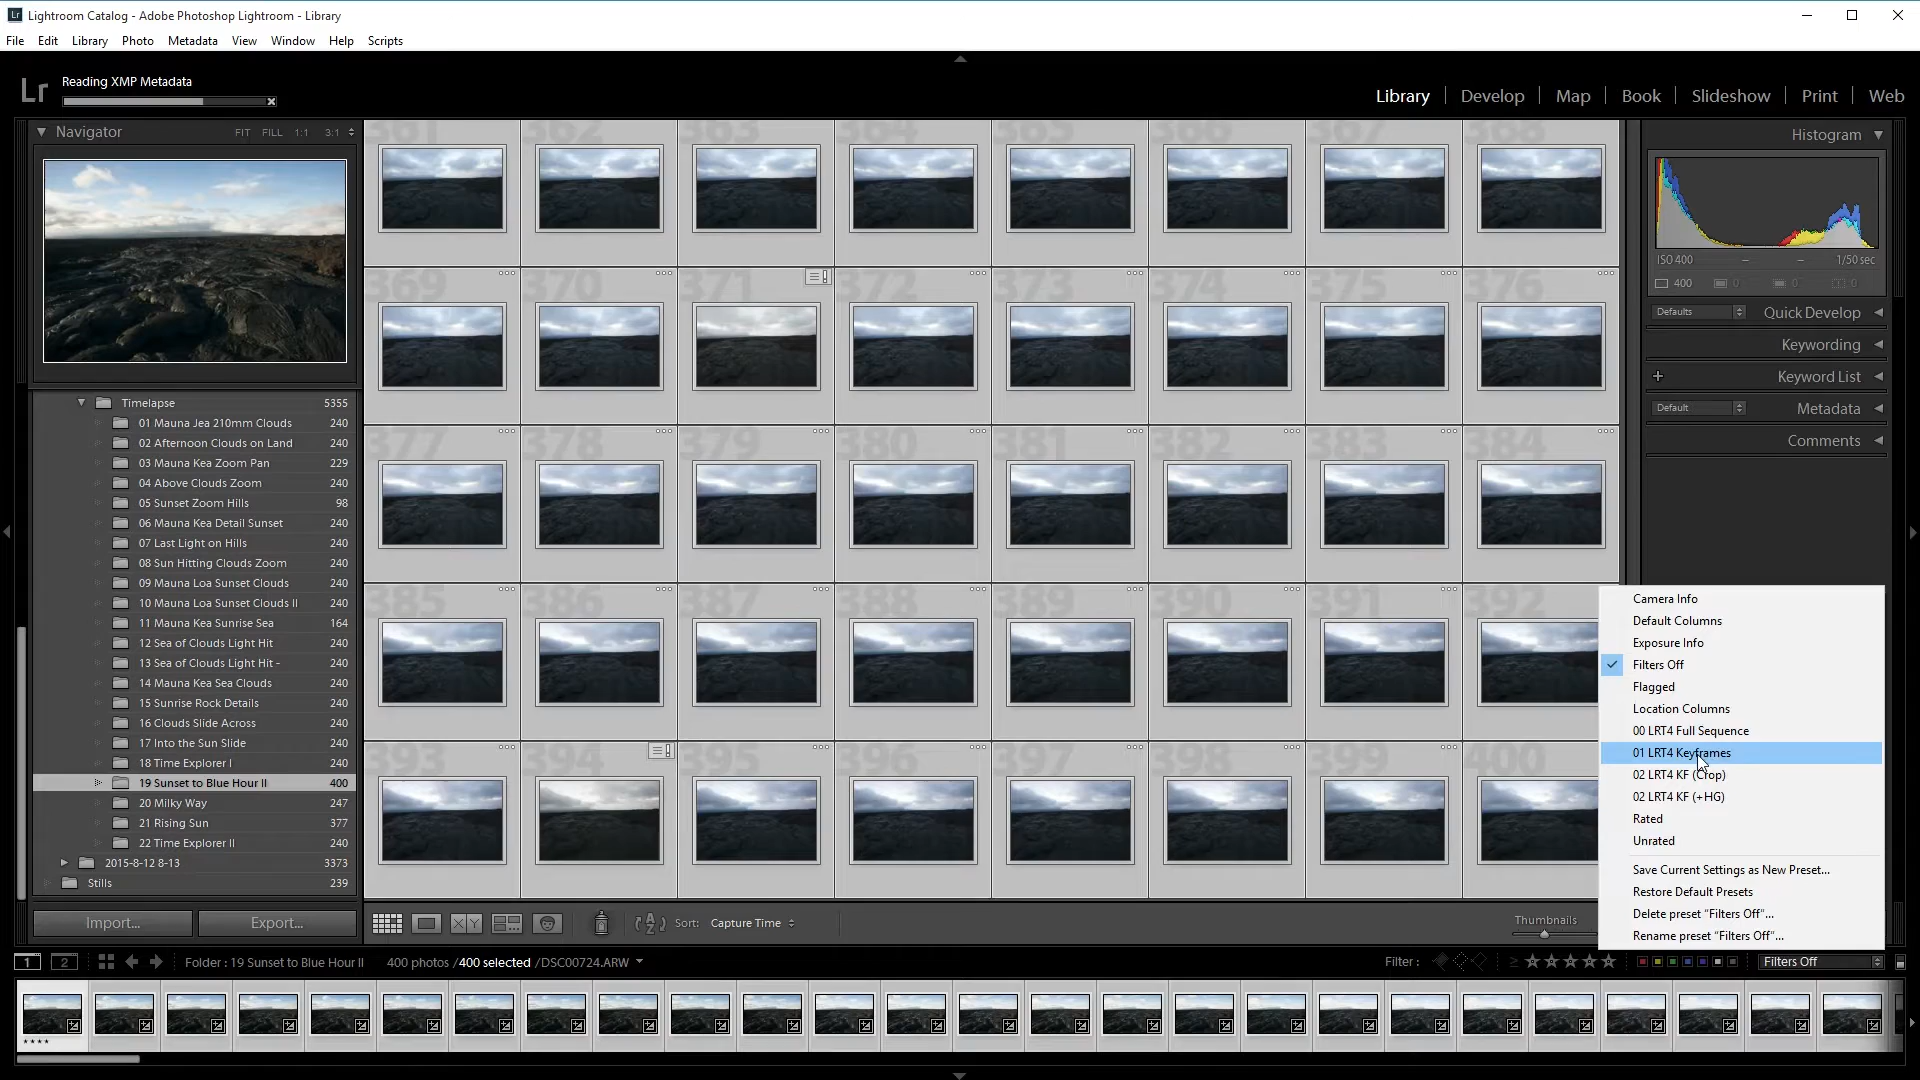 Lightroom Catalog - Adobe Photoshop Lightroom - Library
File Edit Library Photo Metadata View Window Help Scripts
Lr Reading XMP Metadata
Library Develop Map Book Slideshow Print Web
Navigator FIT FILL 1:1 3:1
Timelapse 5355
01 Mauna Jea 210mm Clouds 240
02 Afternoon Clouds on Land 240
03 Mauna Kea Zoom Pan 229
04 Above Clouds Zoom 240
05 Sunset Zoom Hills 98
06 Mauna Kea Detail Sunset 240
07 Last Light on Hills 240
08 Sun Hitting Clouds Zoom 240
09 Mauna Loa Sunset Clouds 240
10 Mauna Loa Sunset Clouds II 240
11 Mauna Kea Sunrise Sea 164
12 Sea of Clouds Light Hit 240
13 Sea of Clouds Light Hit - 240
14 Mauna Kea Sea Clouds 240
15 Sunrise Rock Details 240
16 Clouds Slide Across 240
17 Into the Sun Slide 240
18 Time Explorer I 240
19 Sunset to Blue Hour II 400
20 Milky Way 247
21 Rising Sun 377
22 Time Explorer II 240
2015-8-12 8-13 3373
Stills 239
Import... Export...
361 362 363 364 365 366 367 368
369 370 371 372 373 374 375 376
377 378 379 380 381 382 383 384
385 386 387 388 389 390 391 392
393 394 395 396 397 398 399 400
Sort: Capture Time
Thumbnails
Histogram
ISO 400 – – 1/50 sec
400 0 0 0
Defaults Quick Develop
Keywording
+ Keyword List
Default Metadata
Comments
Camera Info
Default Columns
Exposure Info
Filters Off
Flagged
Location Columns
00 LRT4 Full Sequence
01 LRT4 Keyframes
02 LRT4 KF (Crop)
02 LRT4 KF (+HG)
Rated
Unrated
Save Current Settings as New Preset...
Restore Default Presets
Delete preset “Filters Off”...
Rename preset “Filters Off”...
1 2 Folder : 19 Sunset to Blue Hour II 400 photos /400 selected /DSC00724.ARW
Filter : ≥ ★★★★★ Filters Off
★★★★